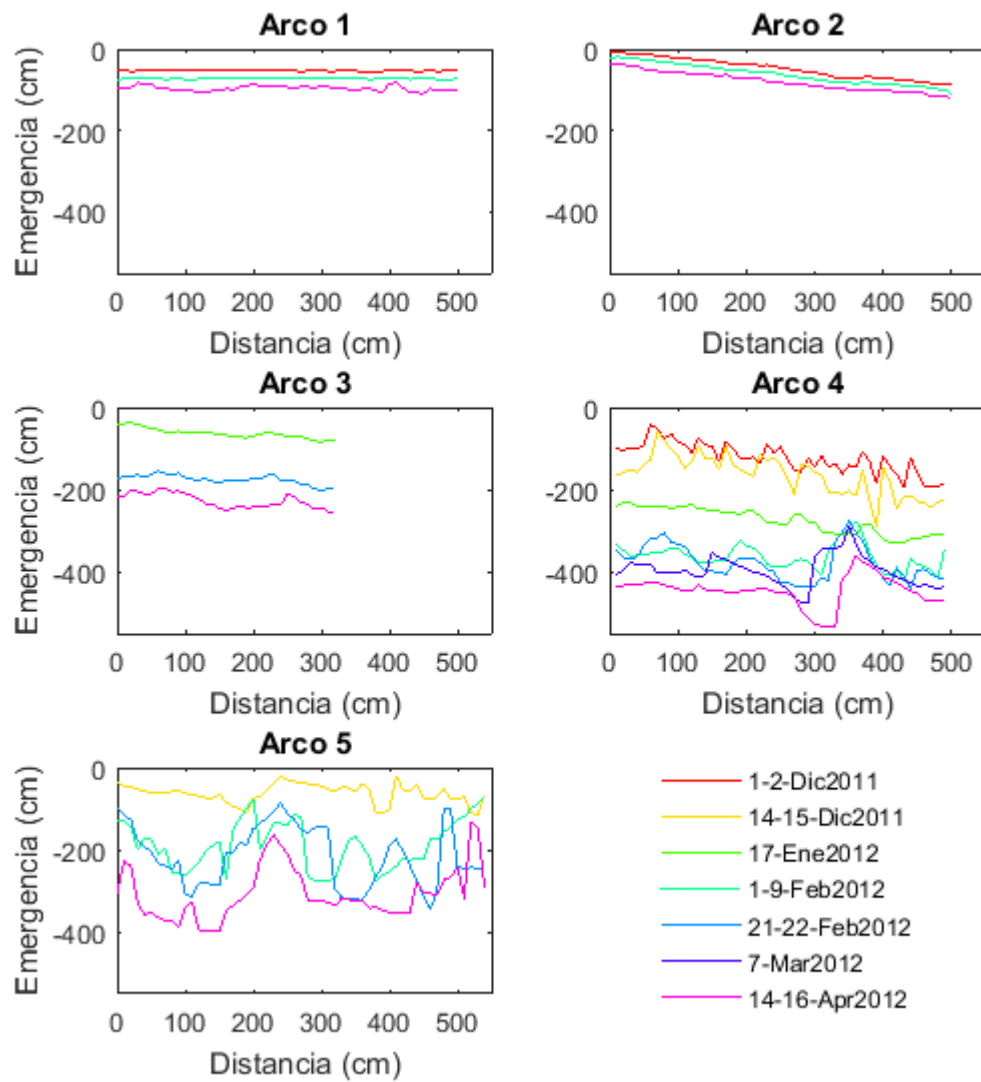 Arco 1
Arco 2
Emergencia (cm)
0
-200
-400
0 100 200 300 400 500
Distancia (cm)
Emergencia (cm)
0
-200
-400
0 100 200 300 400 500
Distancia (cm)
Arco 3
Arco 4
Emergencia (cm)
0
-200
-400
0 100 200 300 400 500
Distancia (cm)
Emergencia (cm)
0
-200
-400
0 100 200 300 400 500
Distancia (cm)
Arco 5
Emergencia (cm)
0
-200
-400
0 100 200 300 400 500
Distancia (cm)
1-2-Dic2011
14-15-Dic2011
17-Ene2012
1-9-Feb2012
21-22-Feb2012
7-Mar2012
14-16-Apr2012